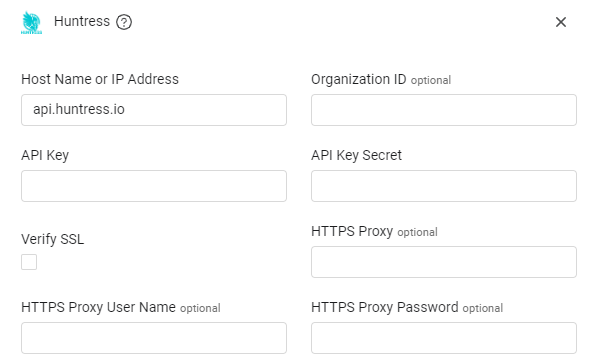 Huntress
Host Name or IP Address
Organization ID optional
api.huntress.io
API Key
API Key Secret
Verify SSL
HTTPS Proxy optional
HTTPS Proxy User Name optional
HTTPS Proxy Password optional